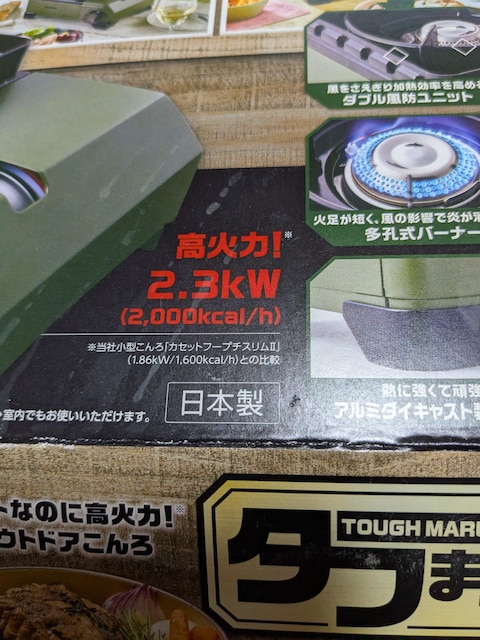 風をさえぎり加熱効率を高め
ダブル風防ユニット
火足が短く、風の影響で炎が
多孔式バーナー
高火力!※
2.3kW
(2,000kcal/h)
※当社小型こんろ「カセットフープチスリムⅡ」
(1.86kW/1,600kcal/h)との比較
熱に強くて頑強
アルミダイキャスト
室内でもお使いいただけます。
日本製
トなのに高火力!※
ウトドアこんろ
TOUGH MARU
タフま